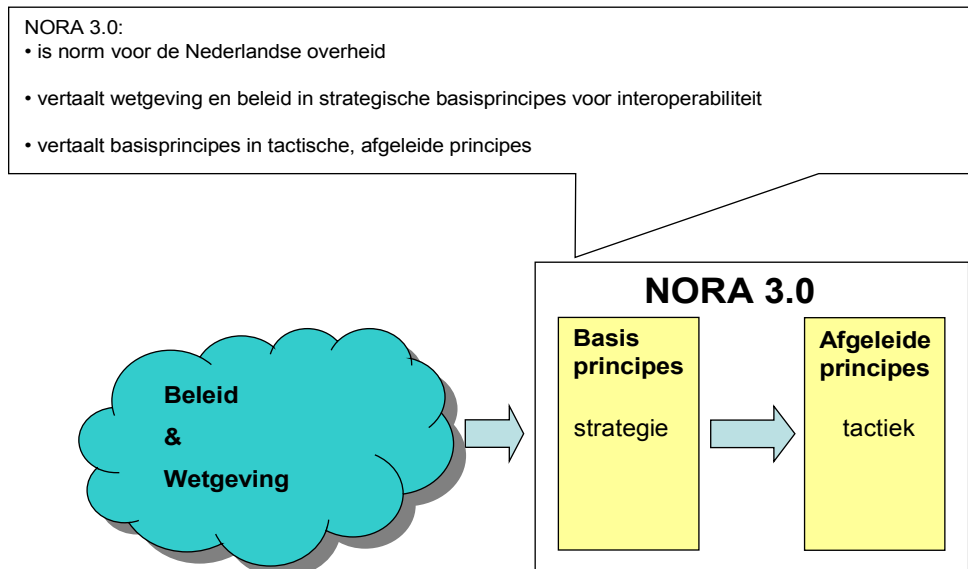 NORA 3.0:
• is norm voor de Nederlandse overheid
• vertaalt wetgeving en beleid in strategische basisprincipes voor interoperabiliteit
• vertaalt basisprincipes in tactische, afgeleide principes
NORA 3.0
Beleid
&
Wetgeving
Basis
principes
strategie
Afgeleide
principes
tactiek